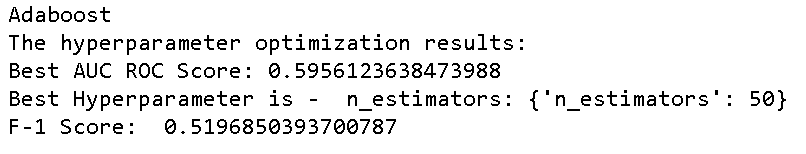 Adaboost
The hyperparameter optimization results:
Best AUC ROC Score: 0.5956123638473988
Best Hyperparameter is -  n_estimators: {'n_estimators': 50}
F-1 Score:  0.5196850393700787